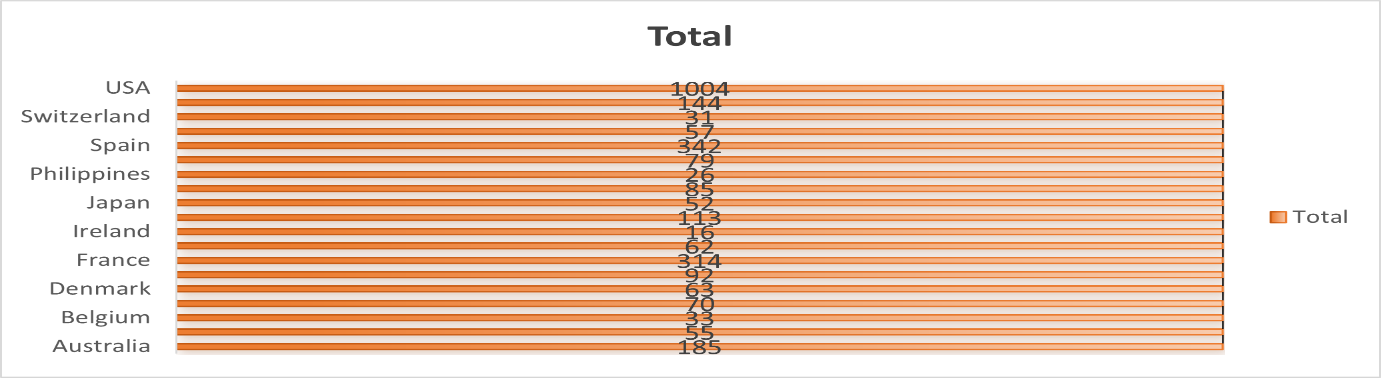 Total
USA 1004
144
Switzerland 31
57
Spain 342
79
Philippines 26
85
Japan 52
113
Total
Ireland 16
62
France 314
92
Denmark 63
70
Belgium 33
55
Australia 185